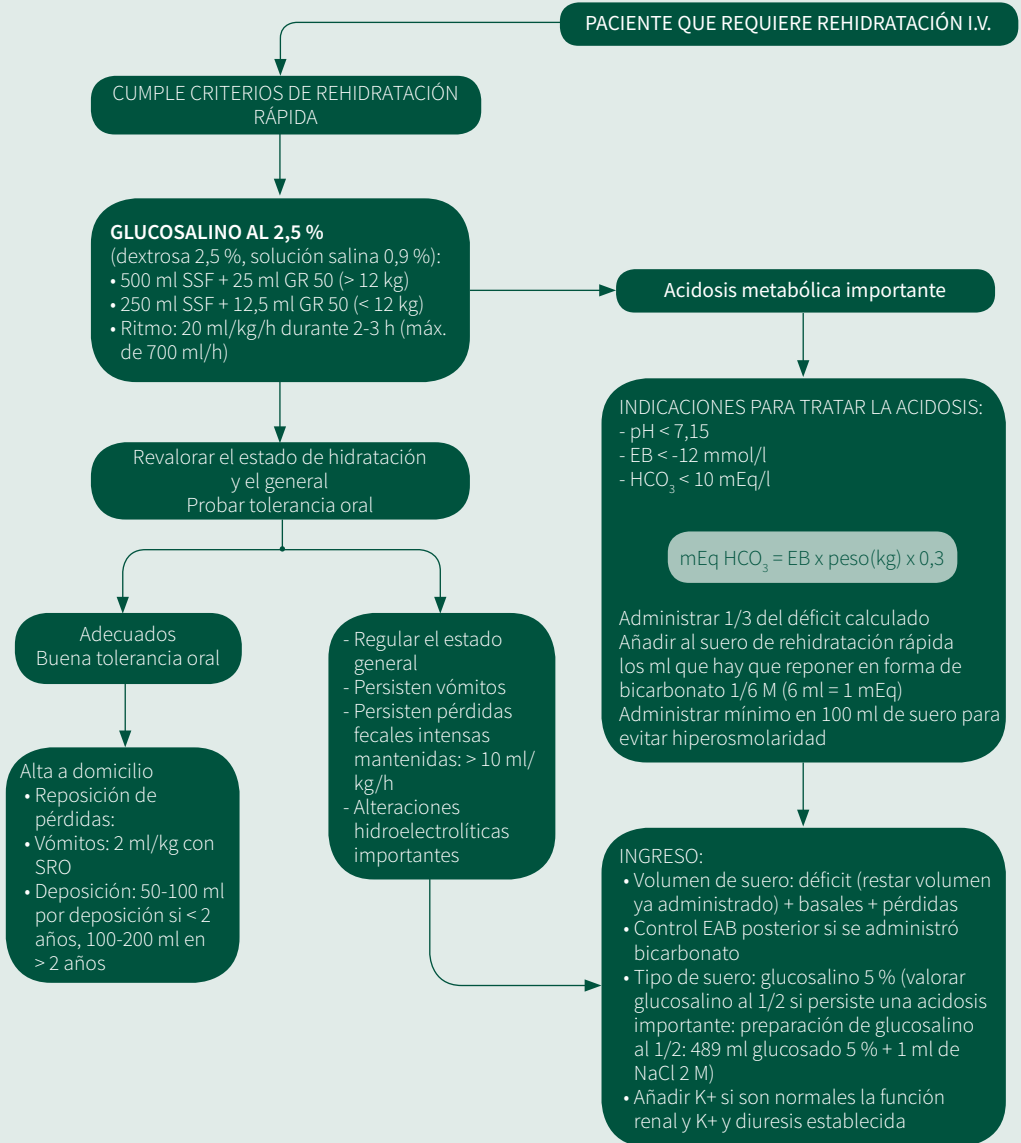 PACIENTE QUE REQUIERE REHIDRATACIÓN I.V.
CUMPLE CRITERIOS DE REHIDRATACIÓN
RÁPIDA
GLUCOSALINO AL 2,5 %
(dextrosa 2,5 %, solución salina 0,9 %):
• 500 ml SSF + 25 ml GR 50 (> 12 kg)
• 250 ml SSF + 12,5 ml GR 50 (< 12 kg)
• Ritmo: 20 ml/kg/h durante 2-3 h (máx.
de 700 ml/h)
Acidosis metabólica importante
INDICACIONES PARA TRATAR LA ACIDOSIS:
- pH < 7,15
- EB < -12 mmol/l
- HCO₃ < 10 mEq/l
mEq HCO₃ = EB x peso(kg) x 0,3
Administrar 1/3 del déficit calculado
Añadir al suero de rehidratación rápida
los ml que hay que reponer en forma de
bicarbonato 1/6 M (6 ml = 1 mEq)
Administrar mínimo en 100 ml de suero para
evitar hiperosmolaridad
Revalorar el estado de hidratación
y el general
Probar tolerancia oral
Adecuados
Buena tolerancia oral
- Regular el estado
general
- Persisten vómitos
- Persisten pérdidas
fecales intensas
mantenidas: > 10 ml/
kg/h
- Alteraciones
hidroelectrolíticas
importantes
Alta a domicilio
• Reposición de
pérdidas:
• Vómitos: 2 ml/kg con
SRO
• Deposición: 50-100 ml
por deposición si < 2
años, 100-200 ml en
> 2 años
INGRESO:
• Volumen de suero: déficit (restar volumen
ya administrado) + basales + pérdidas
• Control EAB posterior si se administró
bicarbonato
• Tipo de suero: glucosalino 5 % (valorar
glucosalino al 1/2 si persiste una acidosis
importante: preparación de glucosalino
al 1/2: 489 ml glucosado 5 % + 1 ml de
NaCl 2 M)
• Añadir K+ si son normales la función
renal y K+ y diuresis establecida